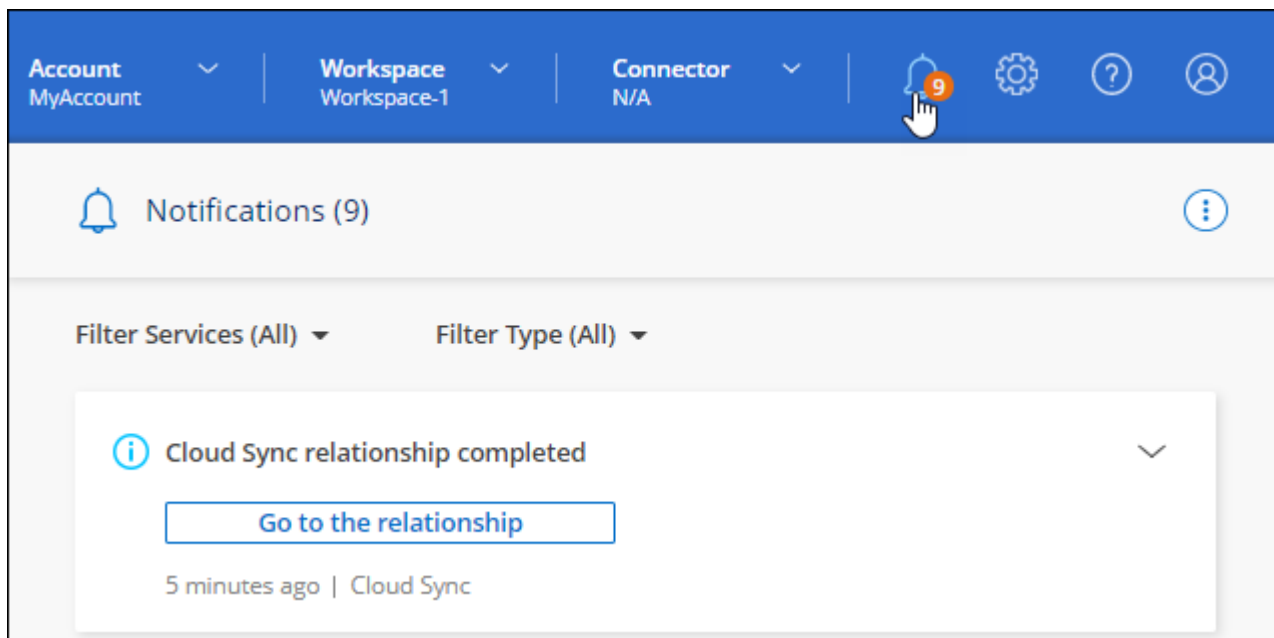 Account Workspace Connector
MyAccount Workspace-1 N/A 9
Notifications (9)
Filter Services (All) Filter Type (All)
Cloud Sync relationship completed
Go to the relationship
5 minutes ago | Cloud Sync